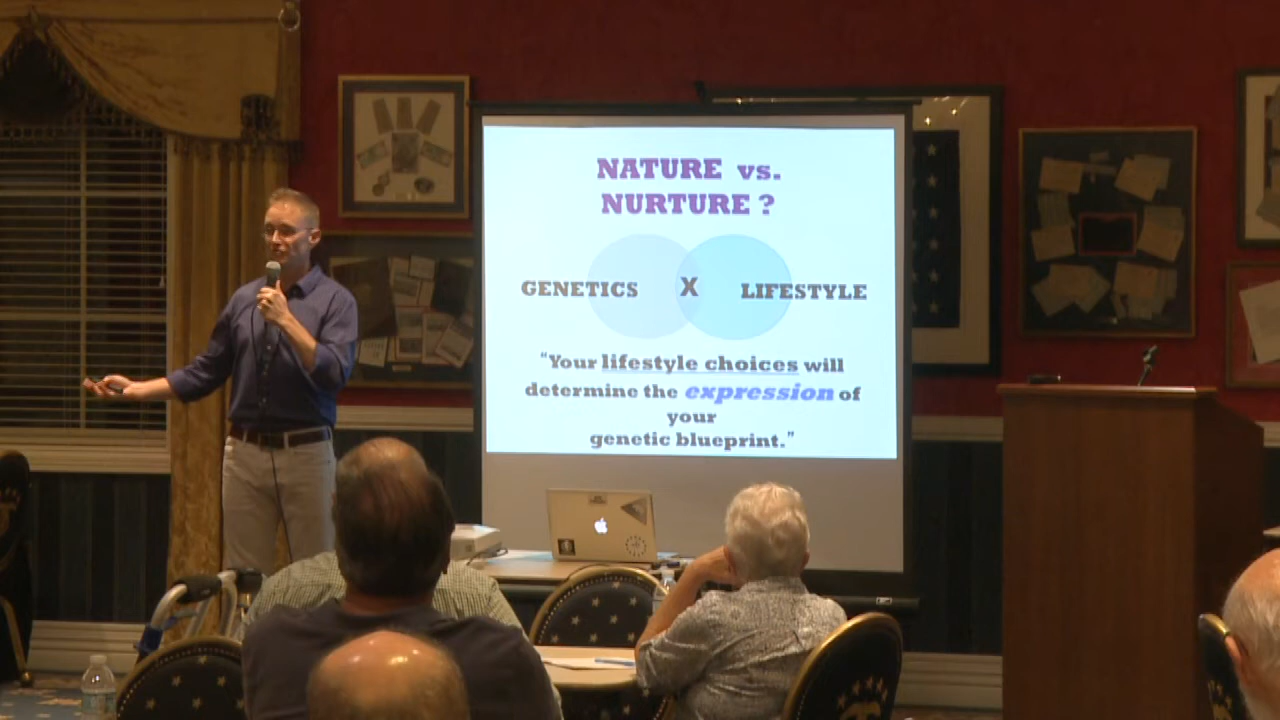 NATURE vs.
NURTURE ?
GENETICS X LIFESTYLE
"Your lifestyle choices will
determine the expression of
your
genetic blueprint."